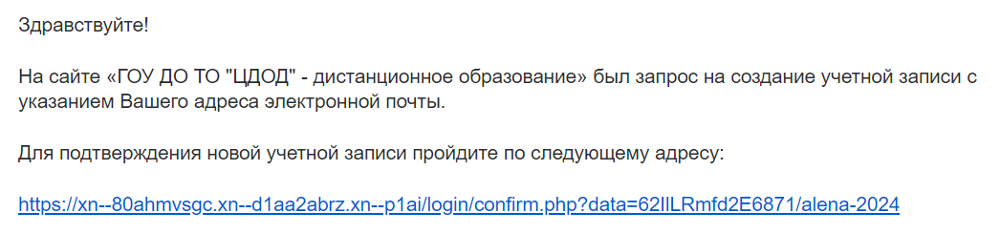 Здравствуйте!
На сайте «ГОУ ДО ТО "ЦДОД" - дистанционное образование» был запрос на создание учетной записи с
указанием Вашего адреса электронной почты.
Для подтверждения новой учетной записи пройдите по следующему адресу:
https://xn--80ahmvsgc.xn--d1aa2abrz.xn--p1ai/login/confirm.php?data=62IlLRmfd2E6871/alena-2024